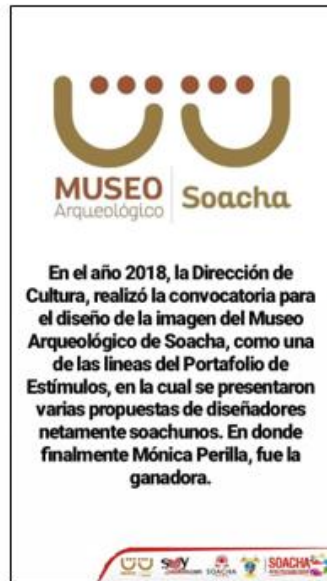 MUSEO
Arqueológico
Soacha
En el año 2018, la Dirección de
Cultura, realizó la convocatoria para
el diseño de la imagen del Museo
Arqueológico de Soacha, como una
de las lineas del Portafolio de
Estímulos, en la cual se presentaron
varias propuestas de diseñadores
netamente soachunos. En donde
finalmente Mónica Perilla, fue la
ganadora.
SOACHA
SOACHA